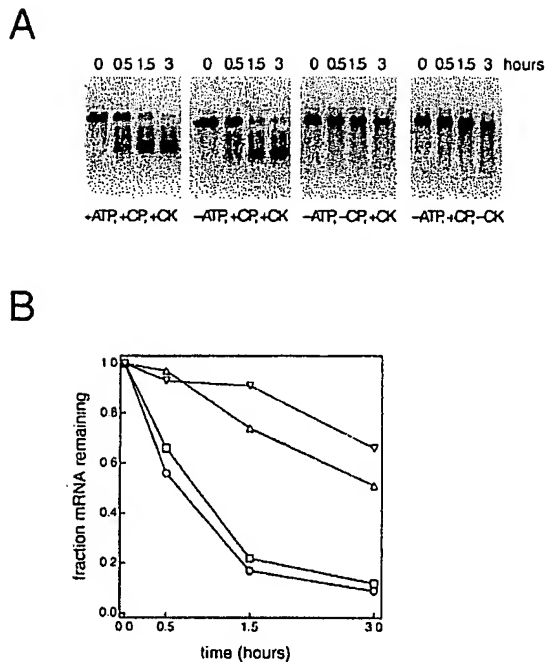 A
0 0.5 1.5 3 0 0.5 1.5 3 0 0.5 1.5 3 0 0.5 1.5 3 hours
+ATP, +CP, +CK −ATP, +CP, +CK −ATP, −CP, +CK −ATP, +CP, −CK
B
fraction mRNA remaining
1 0
0.8
0.6
0.4
0.2
0.0
0 0 0.5 1.5 3 0
time (hours)